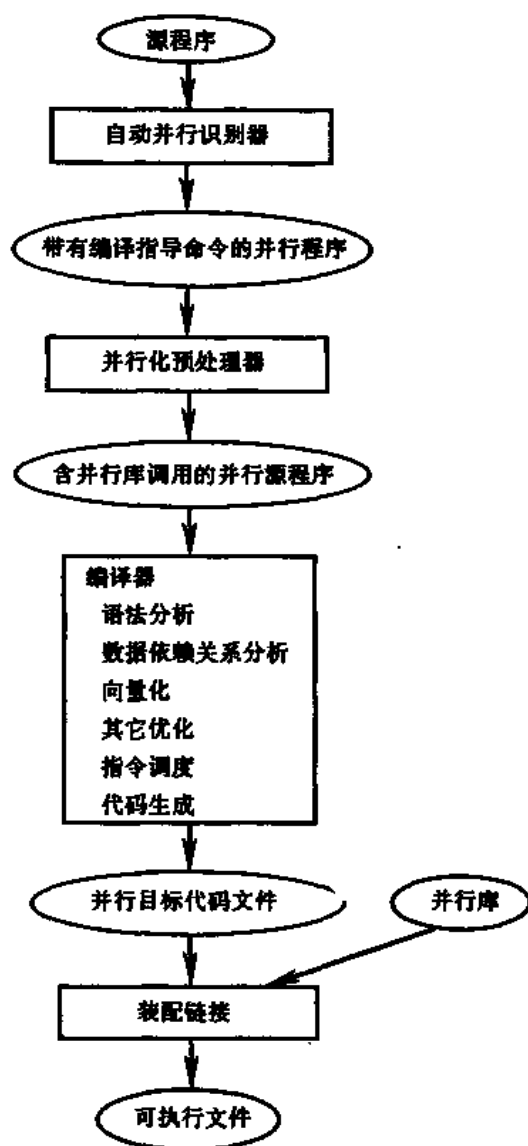 源程序
自动并行识别器
带有编译指导命令的并行程序
并行化预处理器
含并行库调用的并行源程序
编译器
语法分析
数据依赖关系分析
向量化
其它优化
指令调度
代码生成
并行目标代码文件
并行库
装配链接
可执行文件